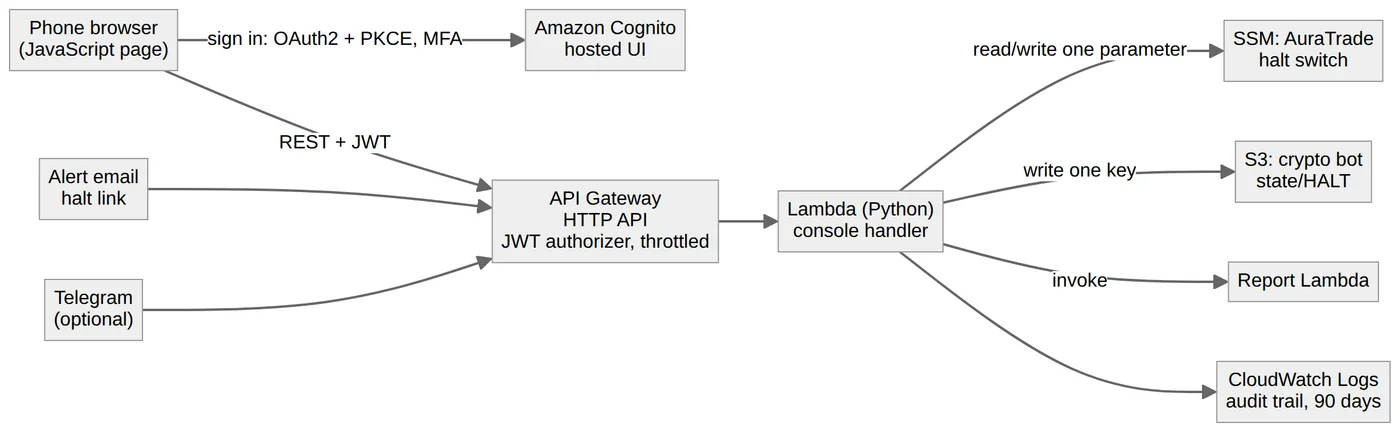 Phone browser
(JavaScript page)
sign in: OAuth2 + PKCE, MFA
Amazon Cognito
hosted UI
REST + JWT
Alert email
halt link
Telegram
(optional)
API Gateway
HTTP API
JWT authorizer, throttled
Lambda (Python)
console handler
read/write one parameter
SSM: AuraTrade
halt switch
write one key
S3: crypto bot
state/HALT
invoke
Report Lambda
CloudWatch Logs
audit trail, 90 days